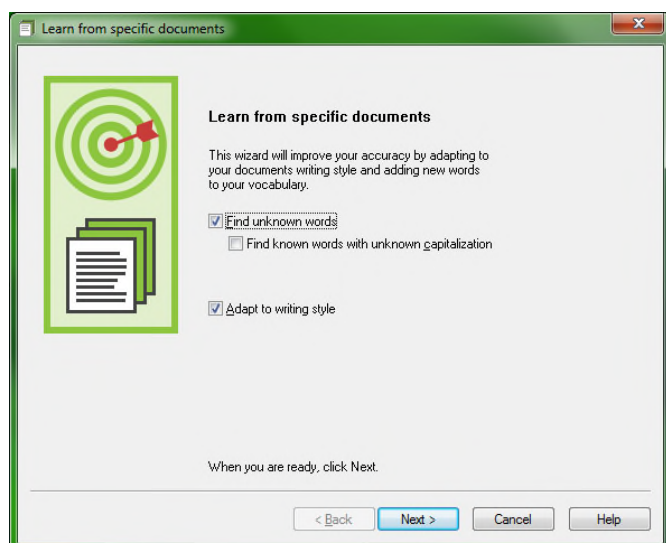 Learn from specific documents
Learn from specific documents
This wizard will improve your accuracy by adapting to
your documents writing style and adding new words
to your vocabulary.
Find unknown words
Find known words with unknown capitalization
Adapt to writing style
When you are ready, click Next.
< Back
Next >
Cancel
Help